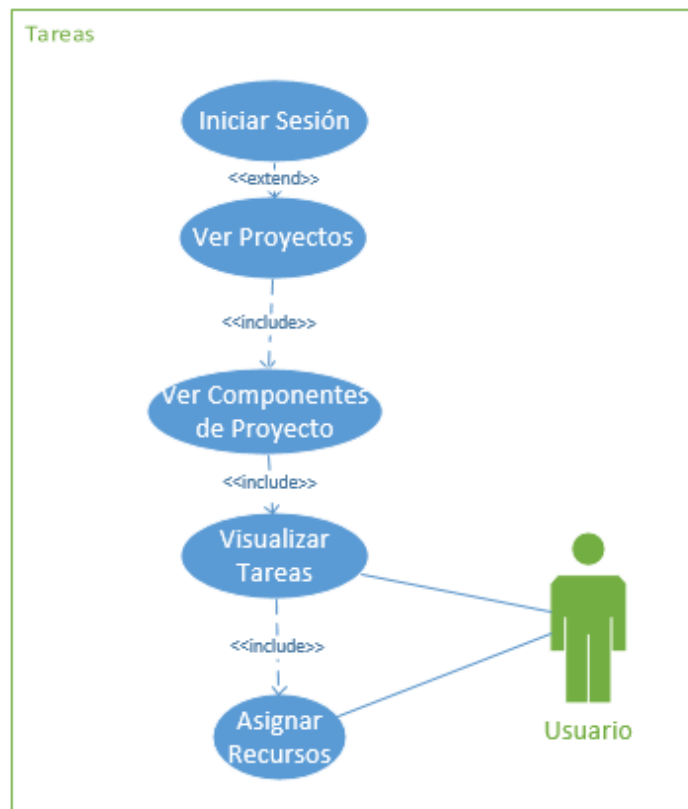 Tareas
Iniciar Sesión
<<extend>>
Ver Proyectos
<<include>>
Ver Componentes
de Proyecto
<<include>>
Visualizar
Tareas
<<include>>
Asignar
Recursos
Usuario